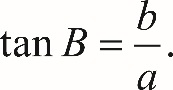 tan B = b/a.